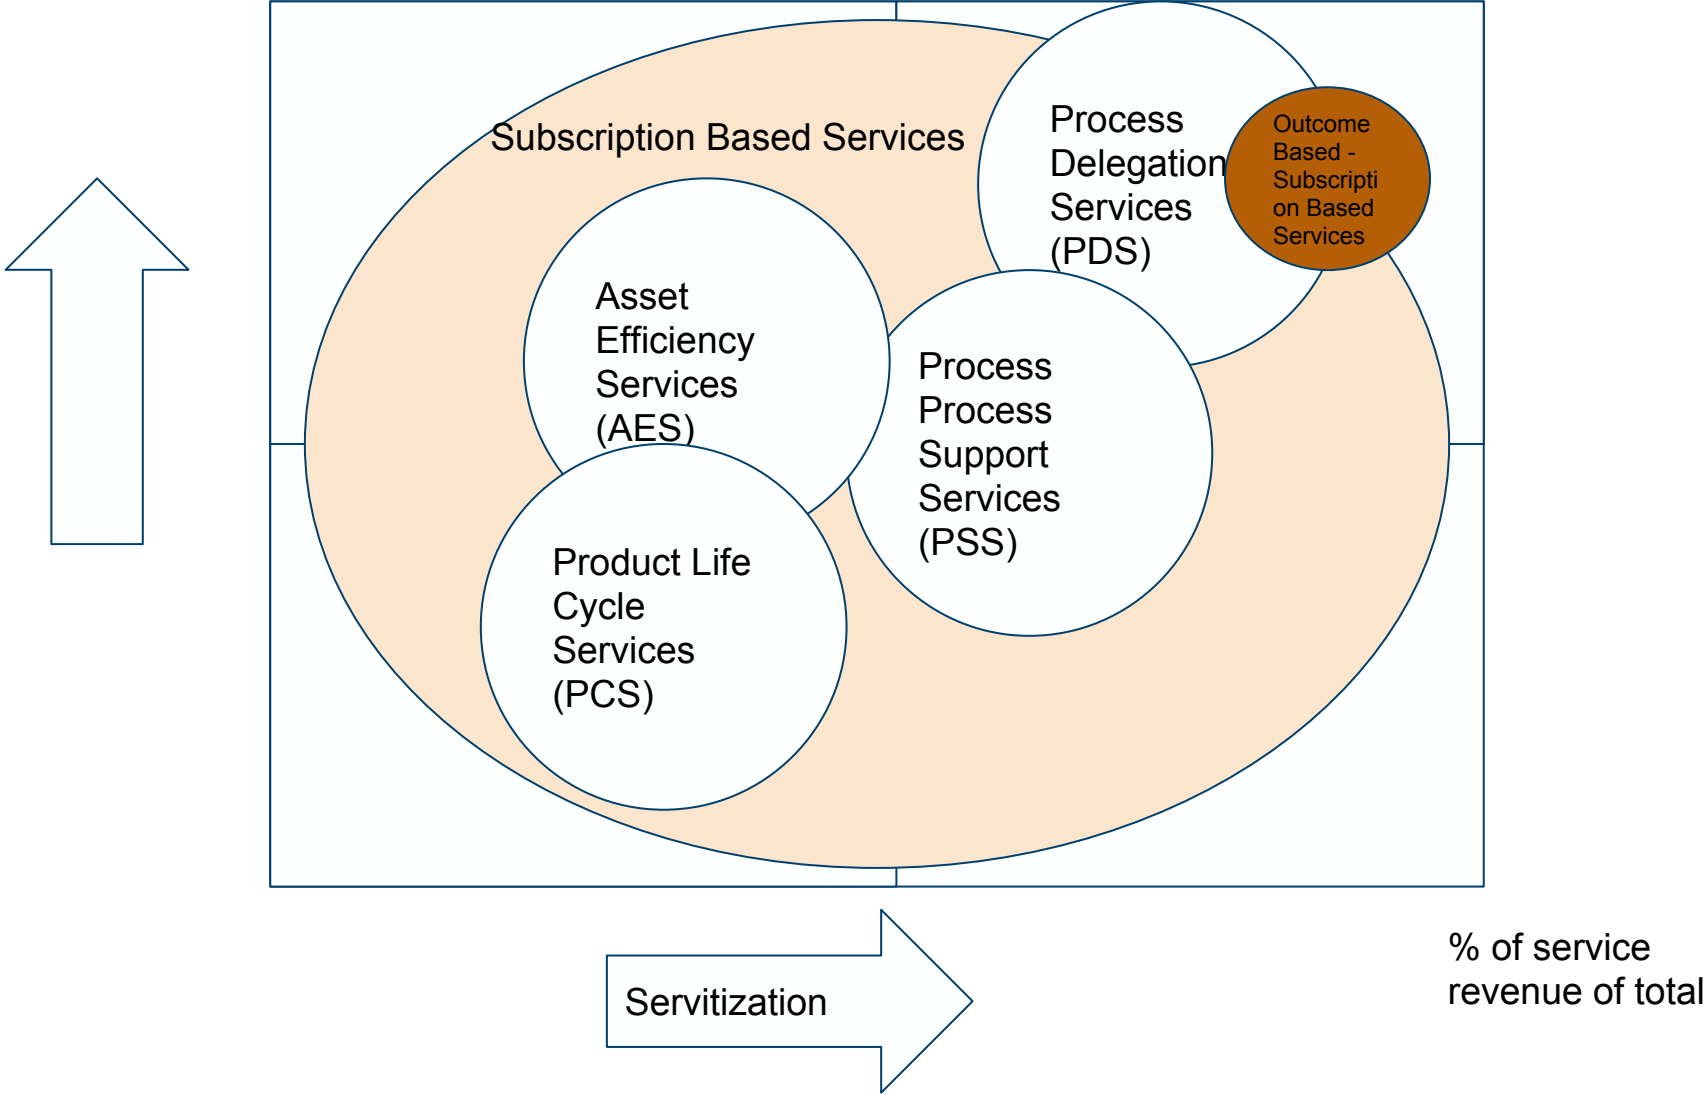 Subscription Based Services
Process
Delegation
Services
(PDS)
Outcome
Based -
Subscripti
on Based
Services
Asset
Efficiency
Services
(AES)
Process
Process
Support
Services
(PSS)
Product Life
Cycle
Services
(PCS)
Servitization
% of service
revenue of total